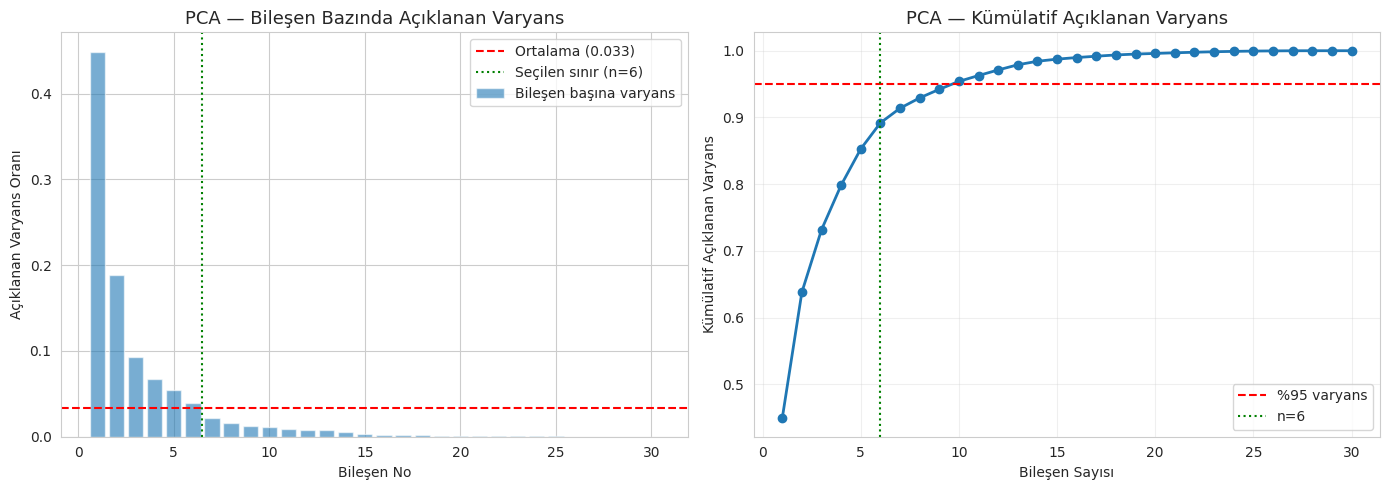 PCA — Bileşen Bazında Açıklanan Varyans
Açıklanan Varyans Oranı
0.4
0.3
0.2
0.1
0.0
Ortalama (0.033)
Seçilen sınır (n=6)
Bileşen başına varyans
0 5 10 15 20 25 30
Bileşen No
PCA — Kümülatif Açıklanan Varyans
Kümülatif Açıklanan Varyans
1.0
0.9
0.8
0.7
0.6
0.5
%95 varyans
n=6
0 5 10 15 20 25 30
Bileşen Sayısı